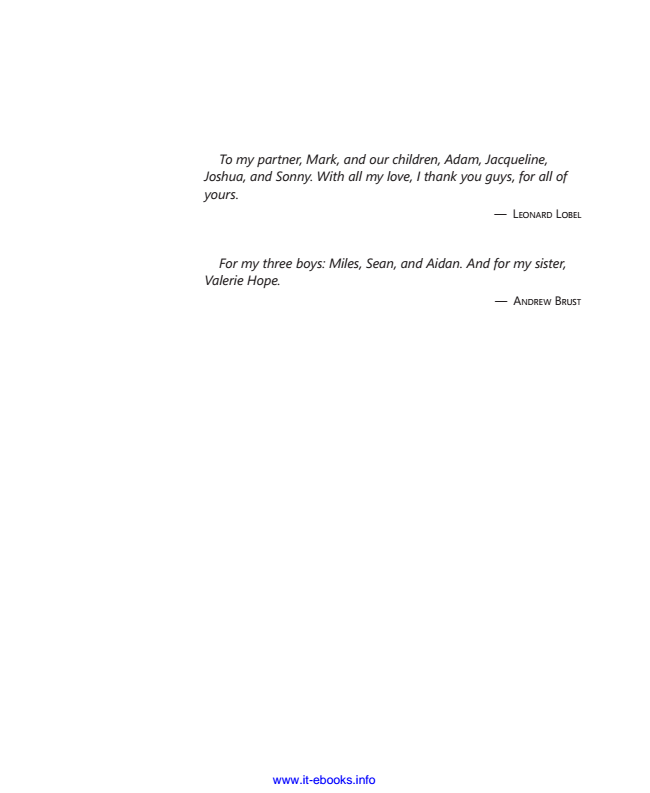 To my partner, Mark, and our children, Adam, Jacqueline,
Joshua, and Sonny. With all my love, I thank you guys, for all of
yours.
— Leonard Lobel
For my three boys: Miles, Sean, and Aidan. And for my sister,
Valerie Hope.
— Andrew Brust
www.it-ebooks.info